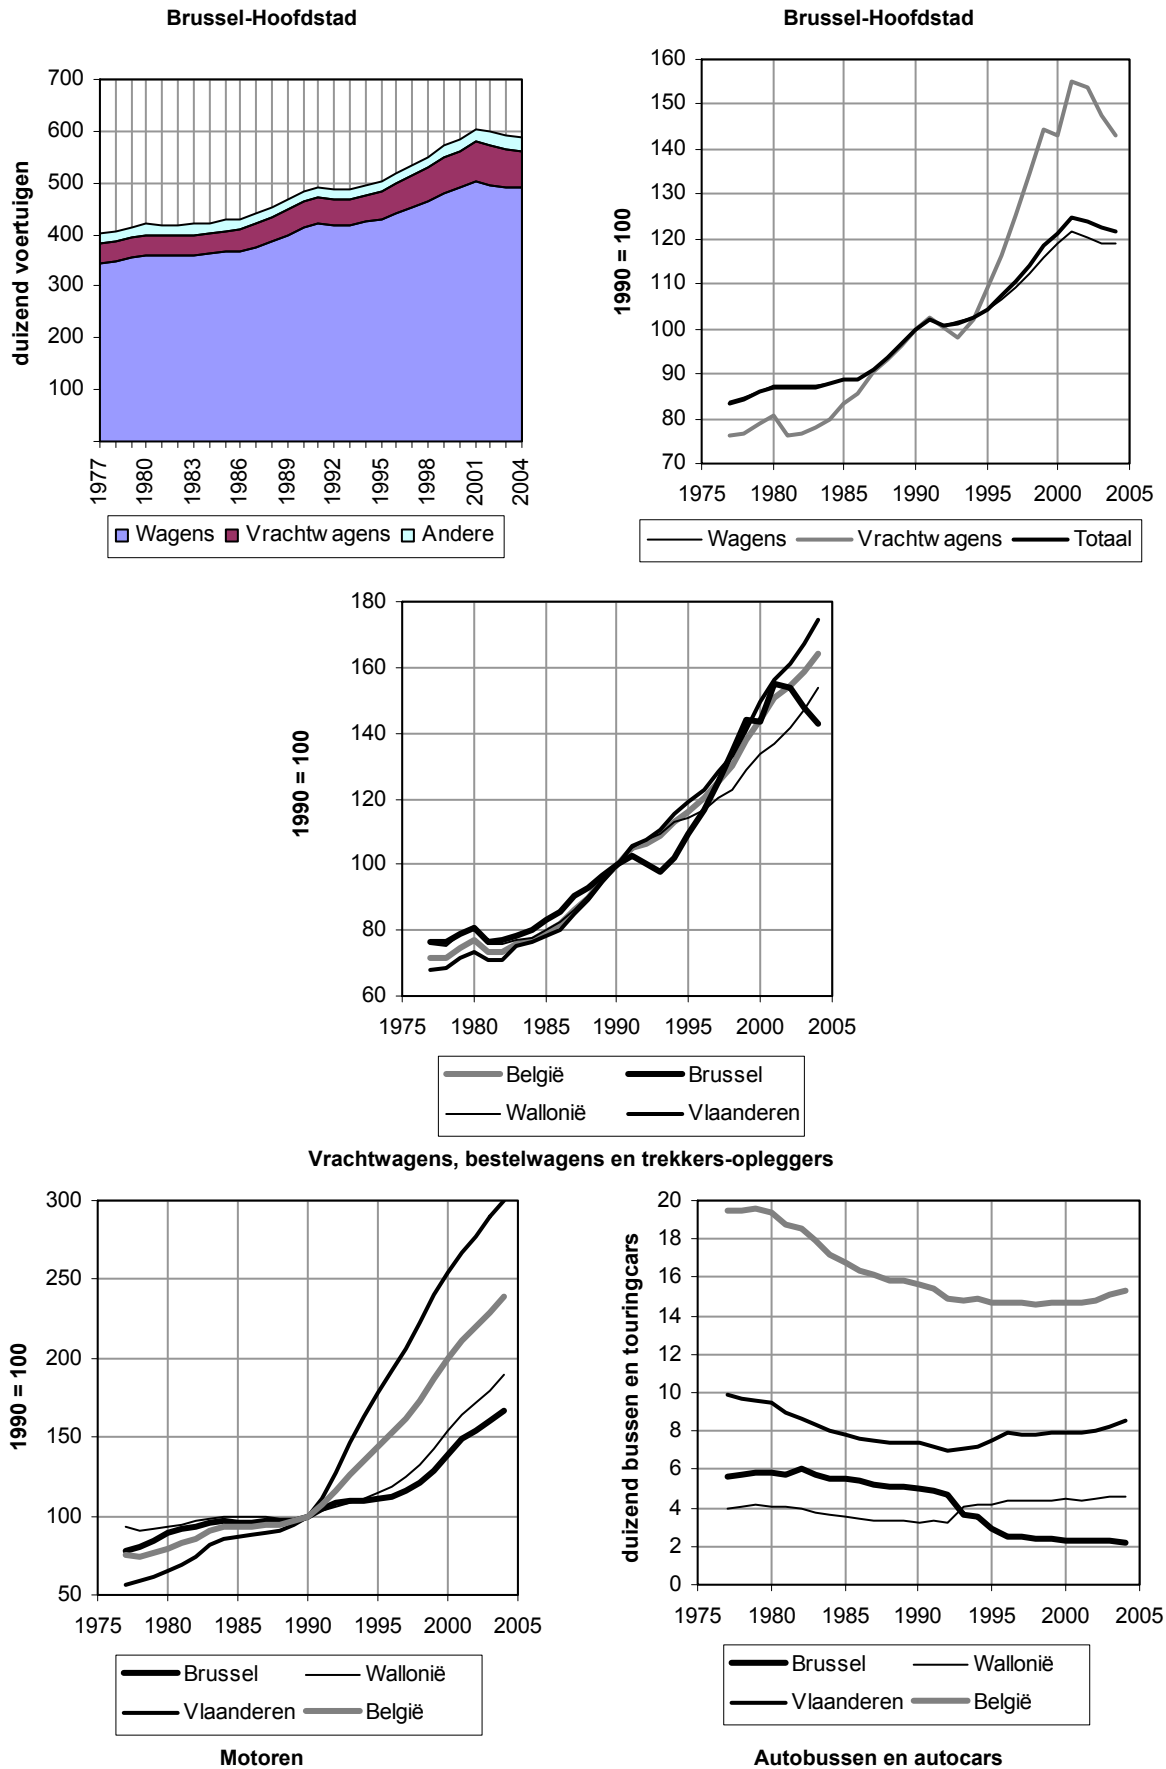 Brussel-Hoofdstad
duizend voertuigen
700
600
500
400
300
200
100
-
1977
1980
1983
1986
1989
1992
1995
1998
2001
2004
Wagens Vrachtwagens Andere
Brussel-Hoofdstad
1990 = 100
160
150
140
130
120
110
100
90
80
70
1975 1980 1985 1990 1995 2000 2005
Wagens Vrachtwagens Totaal
1990 = 100
180
160
140
120
100
80
60
1975 1980 1985 1990 1995 2000 2005
België Brussel
Wallonië Vlaanderen
Vrachtwagens, bestelwagens en trekkers-opleggers
1990 = 100
300
250
200
150
100
50
1975 1980 1985 1990 1995 2000 2005
Brussel Wallonië
Vlaanderen België
Motoren
duizend bussen en touringcars
20
18
16
14
12
10
8
6
4
2
0
1975 1980 1985 1990 1995 2000 2005
Brussel Wallonië
Vlaanderen België
Autobussen en autocars